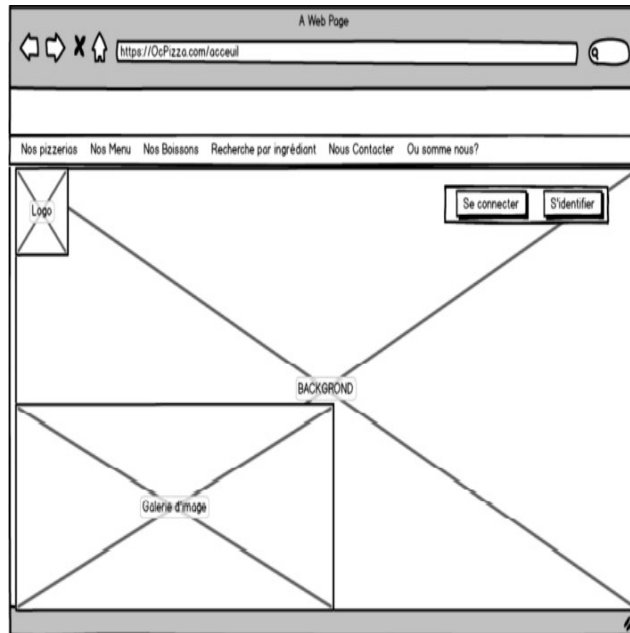 A Web Page
https://OcPizza.com/acceuil
Nos pizzerias Nos Menu Nos Boissons Recherche par ingrédiant Nous Contacter Ou somme nous?
Logo
Se connecter S'identifier
BACKGROND
Galerie d'image